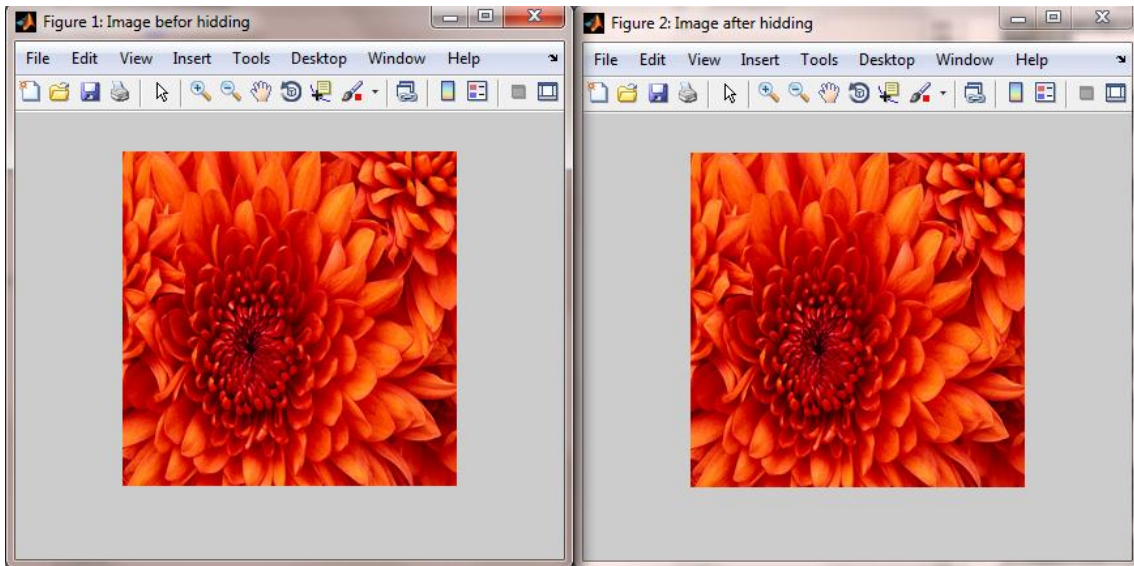 Figure 1: Image befor hidding
File Edit View Insert Tools Desktop Window Help
Figure 2: Image after hidding
File Edit View Insert Tools Desktop Window Help